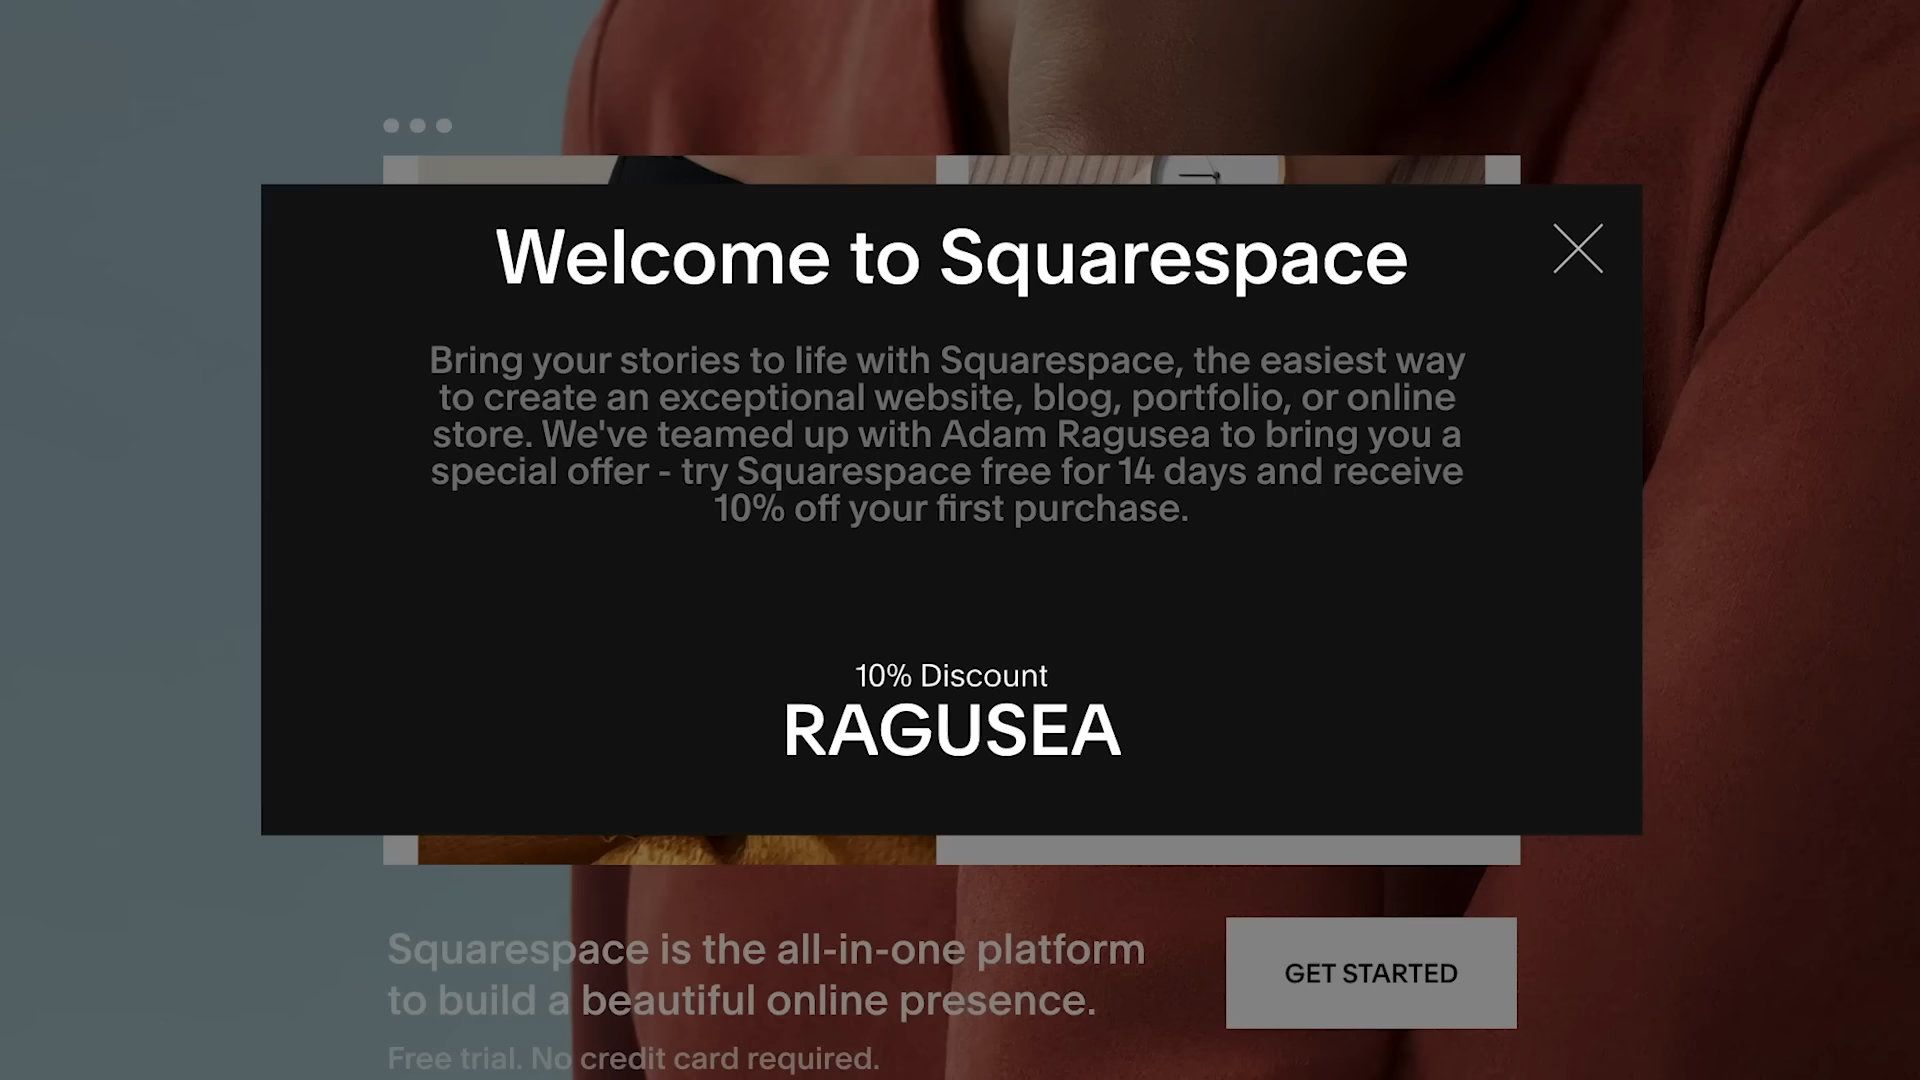 Welcome to Squarespace
Bring your stories to life with Squarespace, the easiest way
to create an exceptional website, blog, portfolio, or online
store. We've teamed up with Adam Ragusea to bring you a
special offer - try Squarespace free for 14 days and receive
10% off your first purchase.
10% Discount
RAGUSEA
Squarespace is the all-in-one platform
to build a beautiful online presence.
GET STARTED
Free trial. No credit card required.